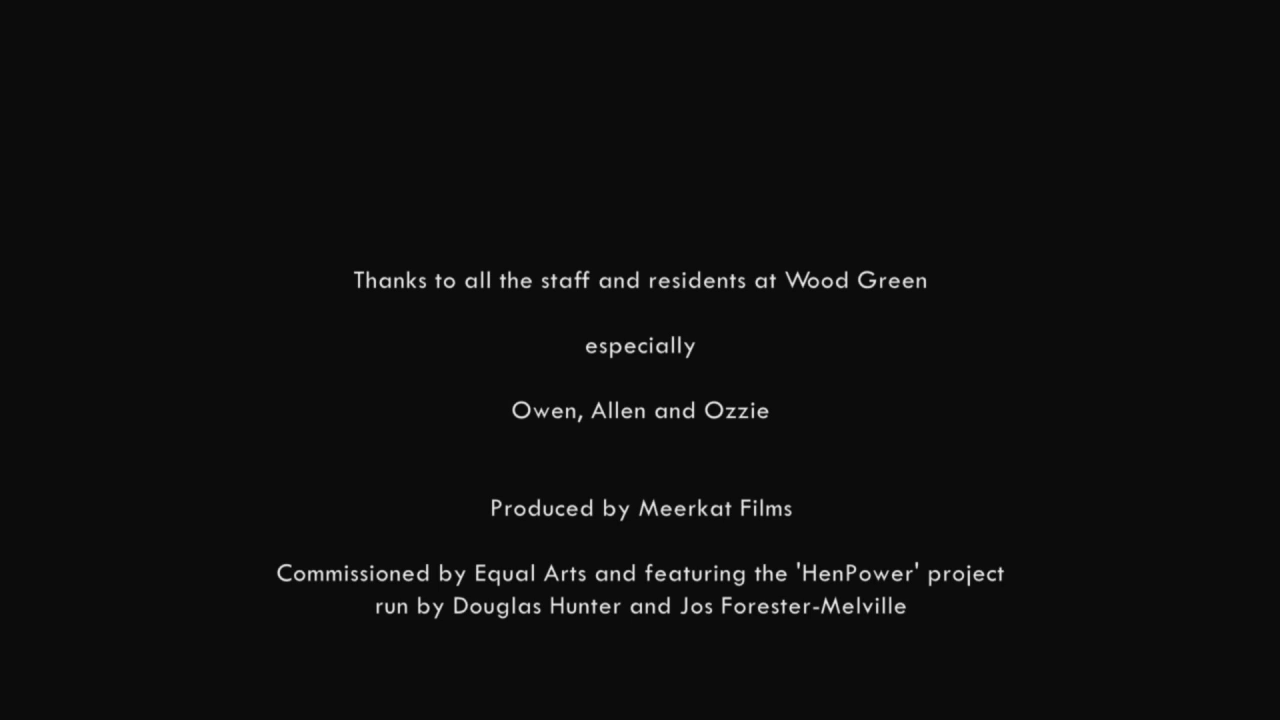 Thanks to all the staff and residents at Wood Green
especially
Owen, Allen and Ozzie
Produced by Meerkat Films
Commissioned by Equal Arts and featuring the 'HenPower' project
run by Douglas Hunter and Jos Forester-Melville